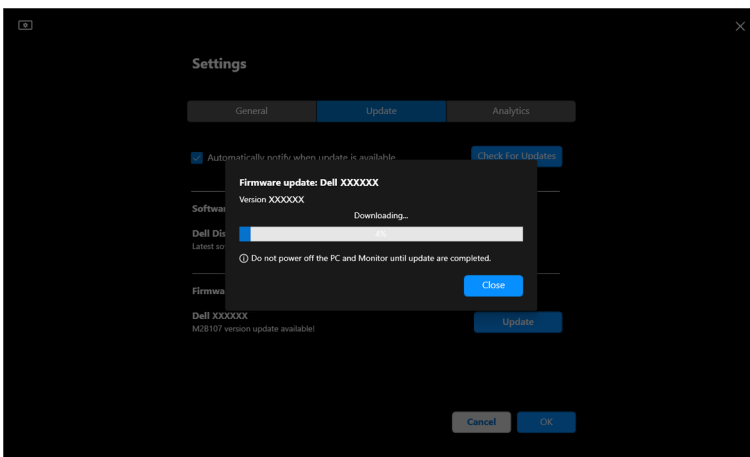 Settings
General Update Analytics
Automatically notify when update is available Check For Updates
Firmware update: Dell XXXXXX
Version XXXXXX
Downloading...
4%
Softwar
Dell Dis
Latest so
ⓘ Do not power off the PC and Monitor until update are completed.
Close
Firmwa
Dell XXXXXX
M2B107 version update available!
Update
Cancel OK